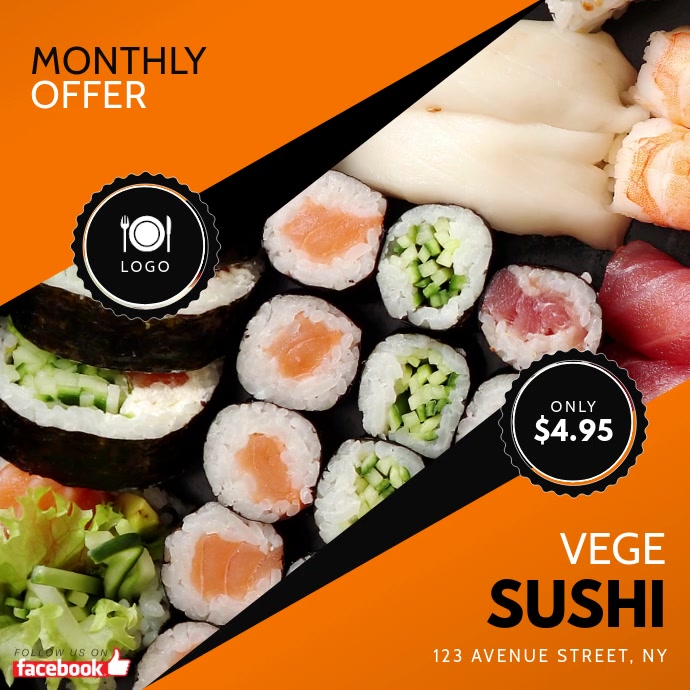 MONTHLY
OFFER
LOGO
ONLY
$4.95
VEGE
SUSHI
123 AVENUE STREET, NY
FOLLOW US ON
facebook